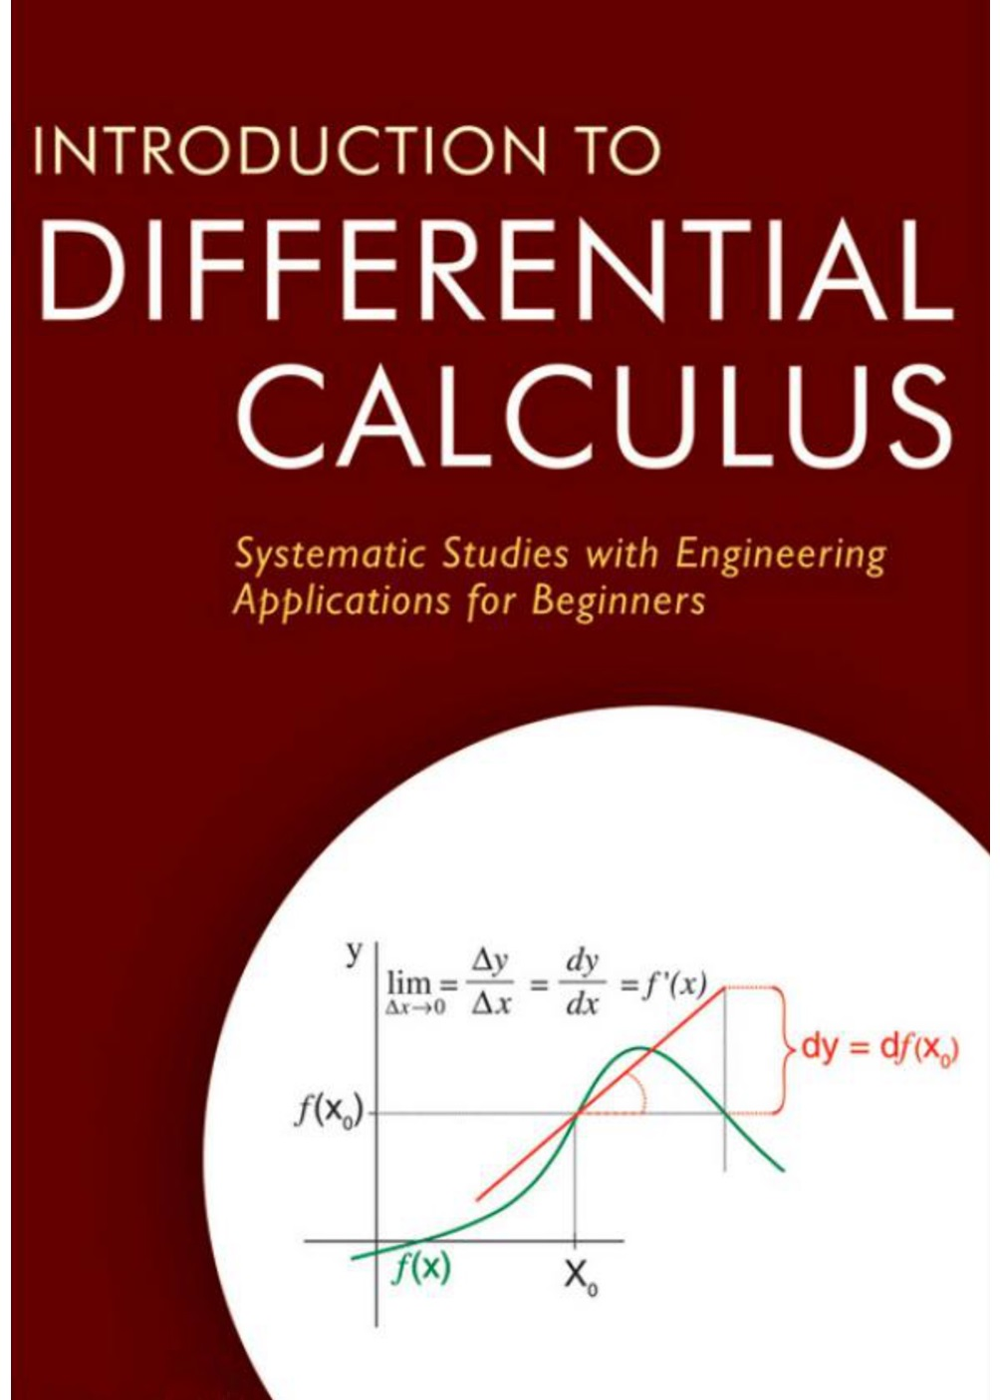 INTRODUCTION TO
DIFFERENTIAL
CALCULUS
Systematic Studies with Engineering
Applications for Beginners
y
lim = Δy/Δx = dy/dx = f'(x)
Δx→0
dy = df(x₀)
f(x₀)
f(x)
X₀